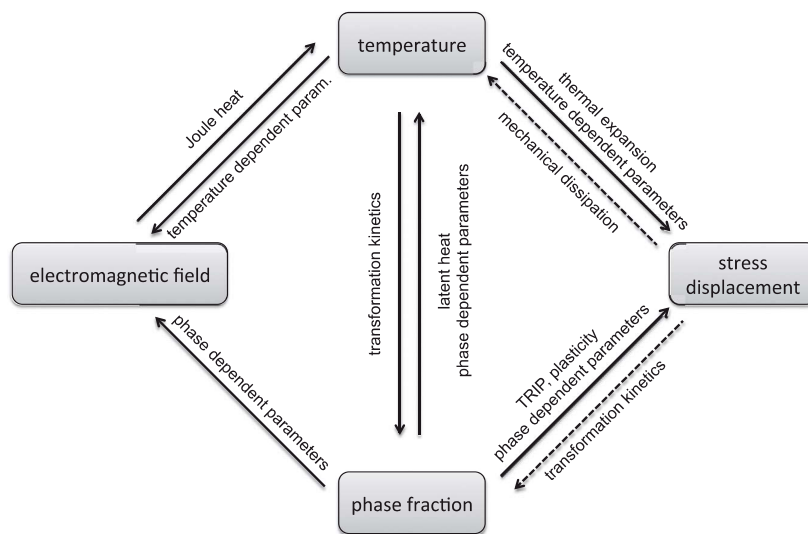 temperature
Joule heat
temperature dependent param.
thermal expansion
temperature dependent parameters
mechanical dissipation
electromagnetic field
transformation kinetics
latent heat
phase dependent parameters
stress
displacement
phase dependent parameters
TRIP, plasticity
phase dependent parameters
transformation kinetics
phase fraction